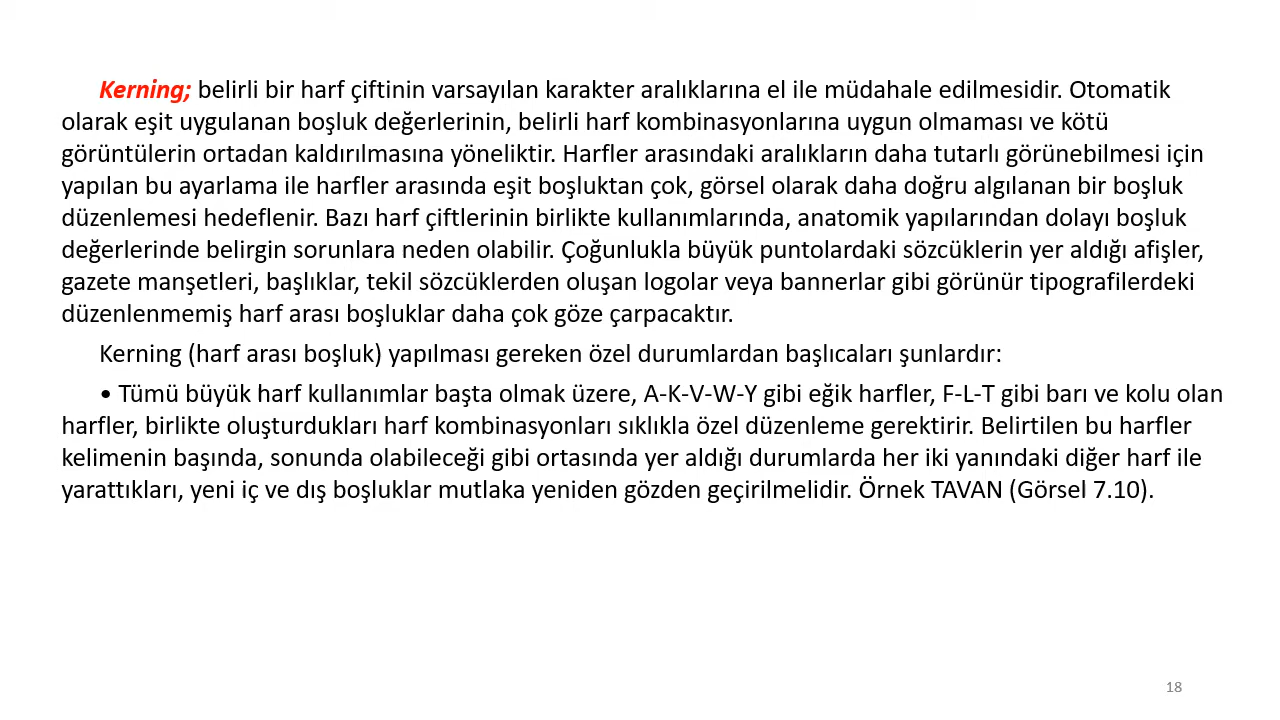 Kerning; belirli bir harf çiftinin varsayılan karakter aralıklarına el ile müdahale edilmesidir. Otomatik
olarak eşit uygulanan boşluk değerlerinin, belirli harf kombinasyonlarına uygun olmaması ve kötü
görüntülerin ortadan kaldırılmasına yöneliktir. Harfler arasındaki aralıkların daha tutarlı görünebilmesi için
yapılan bu ayarlama ile harfler arasında eşit boşluktan çok, görsel olarak daha doğru algılanan bir boşluk
düzenlemesi hedeflenir. Bazı harf çiftlerinin birlikte kullanımlarında, anatomik yapılarından dolayı boşluk
değerlerinde belirgin sorunlara neden olabilir. Çoğunlukla büyük puntolardaki sözcüklerin yer aldığı afişler,
gazete manşetleri, başlıklar, tekil sözcüklerden oluşan logolar veya bannerlar gibi görünür tipografilerdeki
düzenlenmemiş harf arası boşluklar daha çok göze çarpacaktır.
Kerning (harf arası boşluk) yapılması gereken özel durumlardan başlıcaları şunlardır:
• Tümü büyük harf kullanımlar başta olmak üzere, A-K-V-W-Y gibi eğik harfler, F-L-T gibi barı ve kolu olan
harfler, birlikte oluşturdukları harf kombinasyonları sıklıkla özel düzenleme gerektirir. Belirtilen bu harfler
kelimenin başında, sonunda olabileceği gibi ortasında yer aldığı durumlarda her iki yanındaki diğer harf ile
yarattıkları, yeni iç ve dış boşluklar mutlaka yeniden gözden geçirilmelidir. Örnek TAVAN (Görsel 7.10).
18